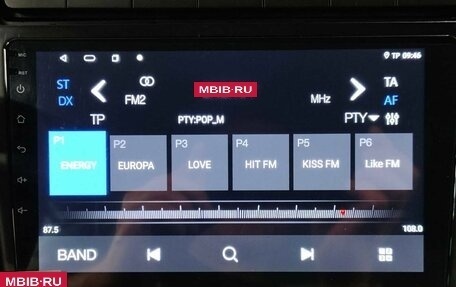 MIC
TP 09:46
RST
ST
DX
FM2
MBIB.RU
MHz
TA
AF
TP
PTY:POP_M
PTY
P1
ENERGY
P2
EUROPA
P3
LOVE
P4
HIT FM
P5
KISS FM
P6
Like FM
87.5
108.0
BAND
MBIB.RU